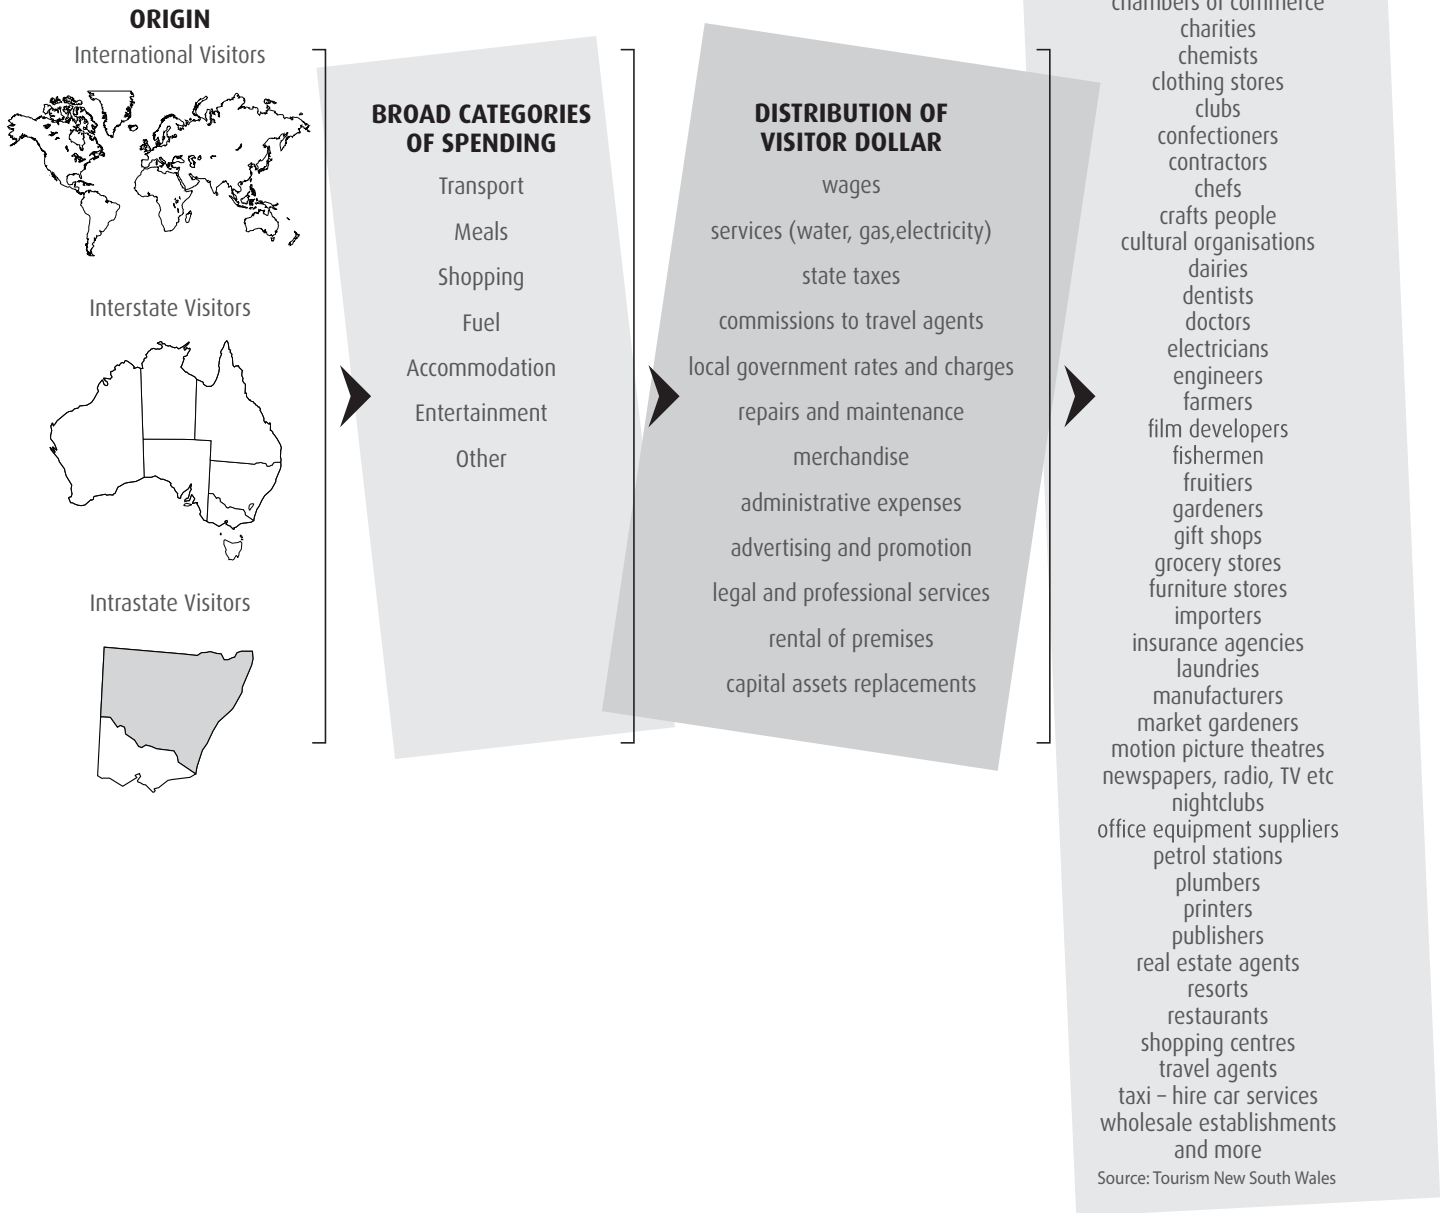 ORIGIN
International Visitors
Interstate Visitors
Intrastate Visitors
BROAD CATEGORIES
OF SPENDING
Transport
Meals
Shopping
Fuel
Accommodation
Entertainment
Other
DISTRIBUTION OF
VISITOR DOLLAR
wages
services (water, gas,electricity)
state taxes
commissions to travel agents
local government rates and charges
repairs and maintenance
merchandise
administrative expenses
advertising and promotion
legal and professional services
rental of premises
capital assets replacements
chambers of commerce
charities
chemists
clothing stores
clubs
confectioners
contractors
chefs
crafts people
cultural organisations
dairies
dentists
doctors
electricians
engineers
farmers
film developers
fishermen
fruitiers
gardeners
gift shops
grocery stores
furniture stores
importers
insurance agencies
laundries
manufacturers
market gardeners
motion picture theatres
newspapers, radio, TV etc
nightclubs
office equipment suppliers
petrol stations
plumbers
printers
publishers
real estate agents
resorts
restaurants
shopping centres
travel agents
taxi – hire car services
wholesale establishments
and more
Source: Tourism New South Wales